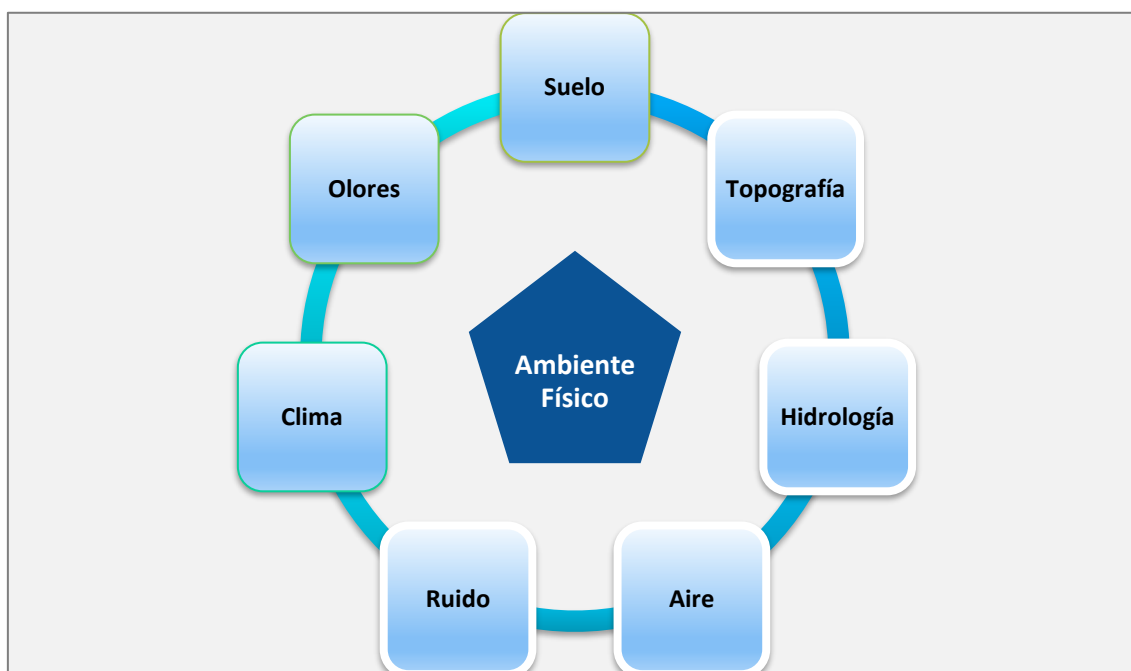 Suelo
Topografía
Hidrología
Aire
Ruido
Clima
Olores
Ambiente
Físico